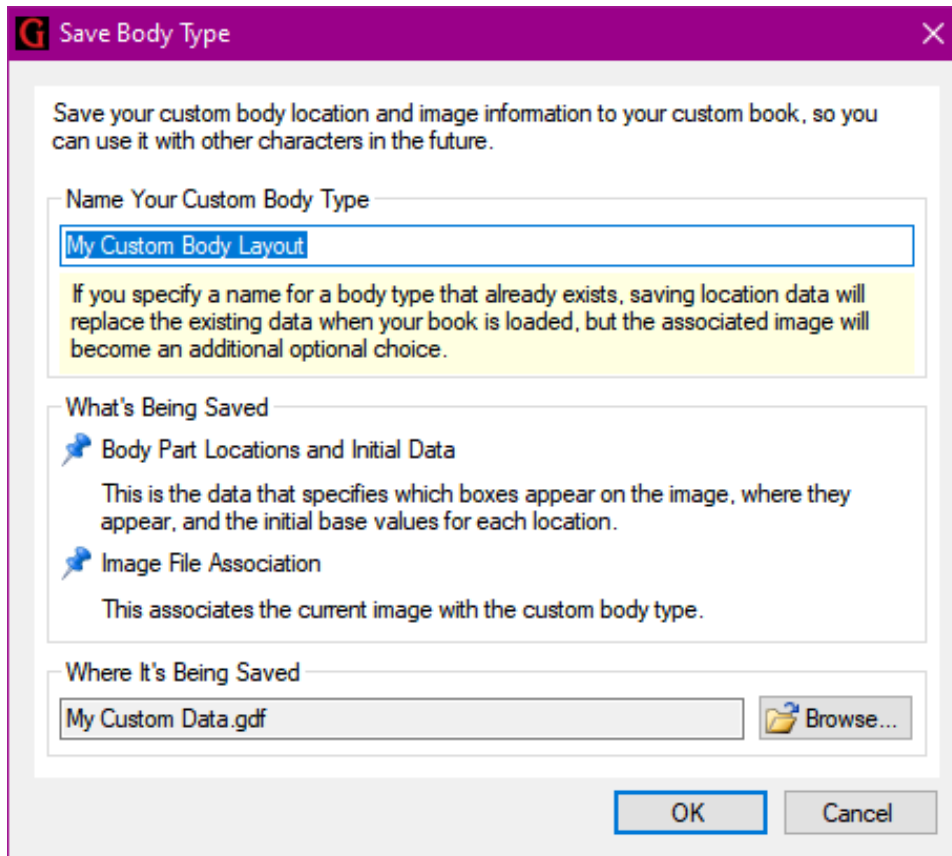 G Save Body Type
Save your custom body location and image information to your custom book, so you
can use it with other characters in the future.
Name Your Custom Body Type
My Custom Body Layout
If you specify a name for a body type that already exists, saving location data will
replace the existing data when your book is loaded, but the associated image will
become an additional optional choice.
What's Being Saved
Body Part Locations and Initial Data
This is the data that specifies which boxes appear on the image, where they
appear, and the initial base values for each location.
Image File Association
This associates the current image with the custom body type.
Where It's Being Saved
My Custom Data.gdf
Browse...
OK
Cancel